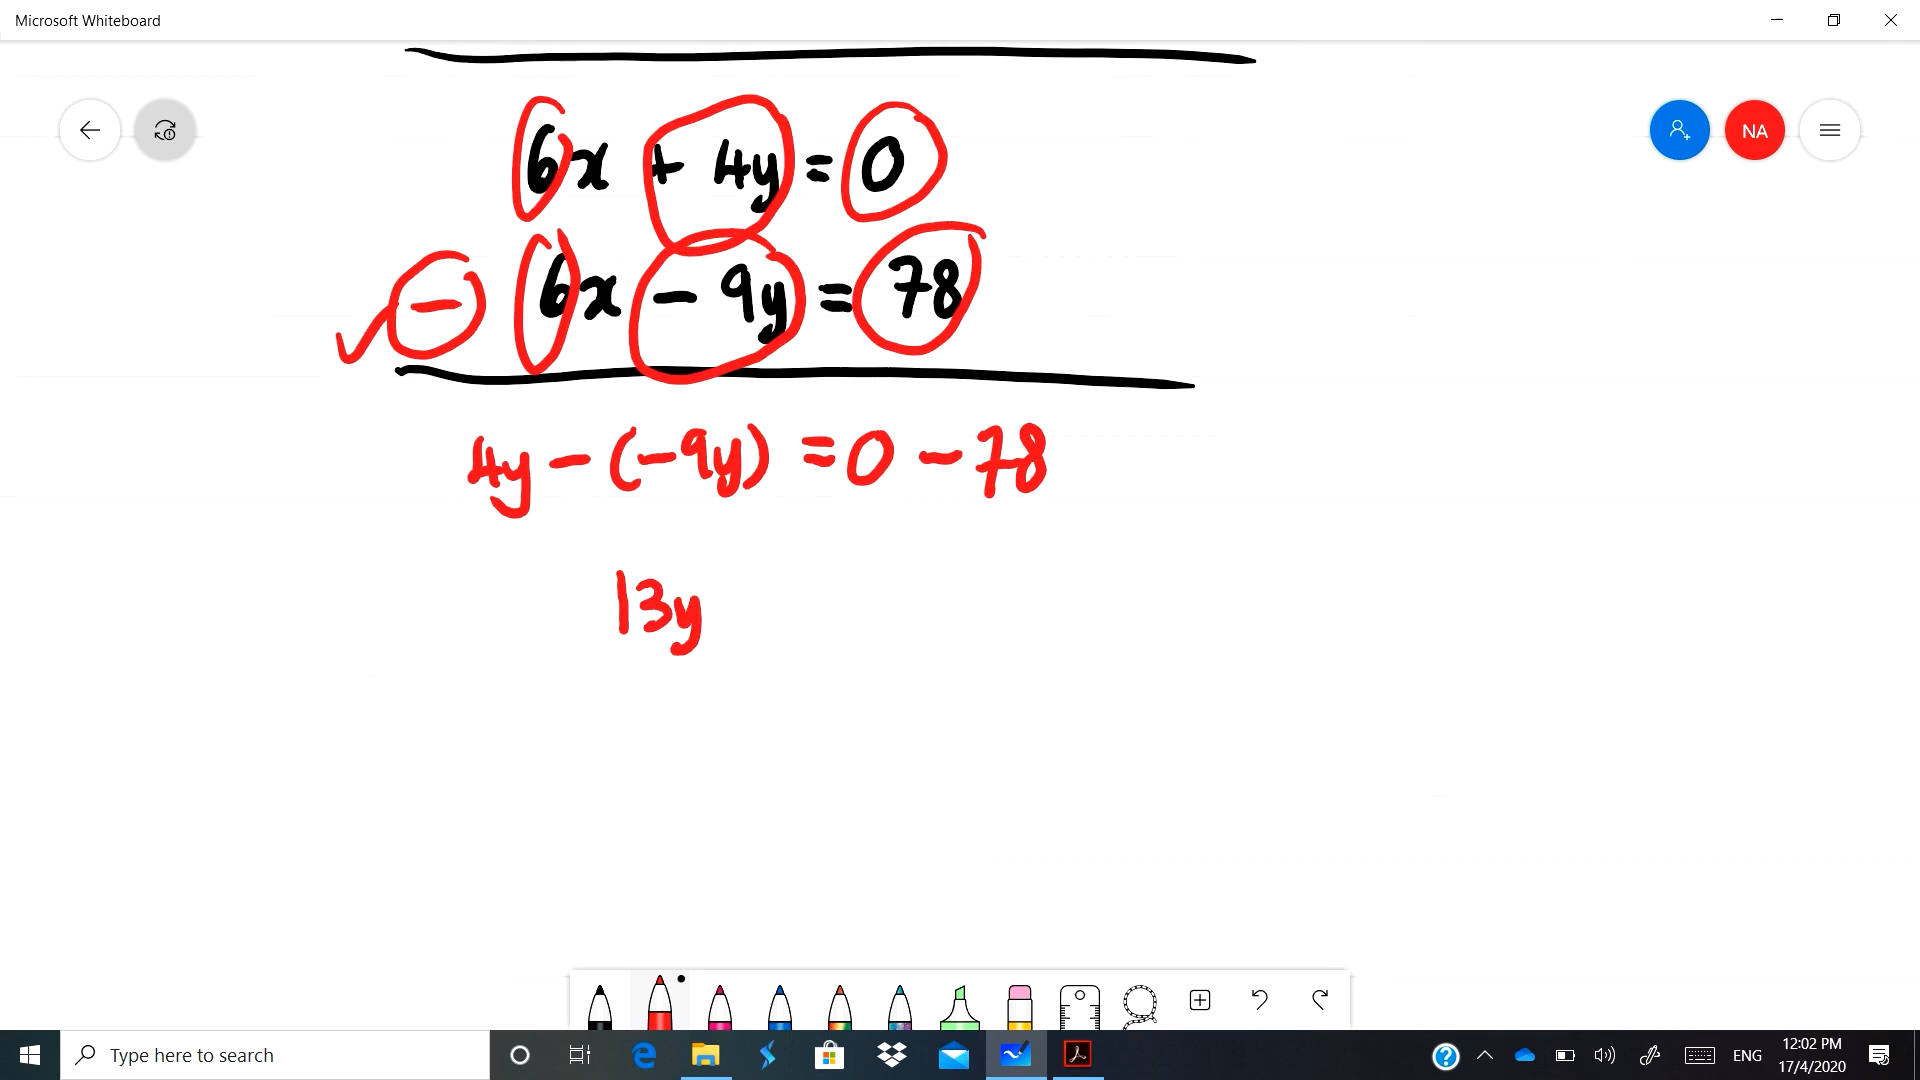 Microsoft Whiteboard
6x + 4y = 0
NA
- 6x - 9y = 78
4y - (-9y) = 0 - 78
13y
Type here to search
ENG
12:02 PM
17/4/2020